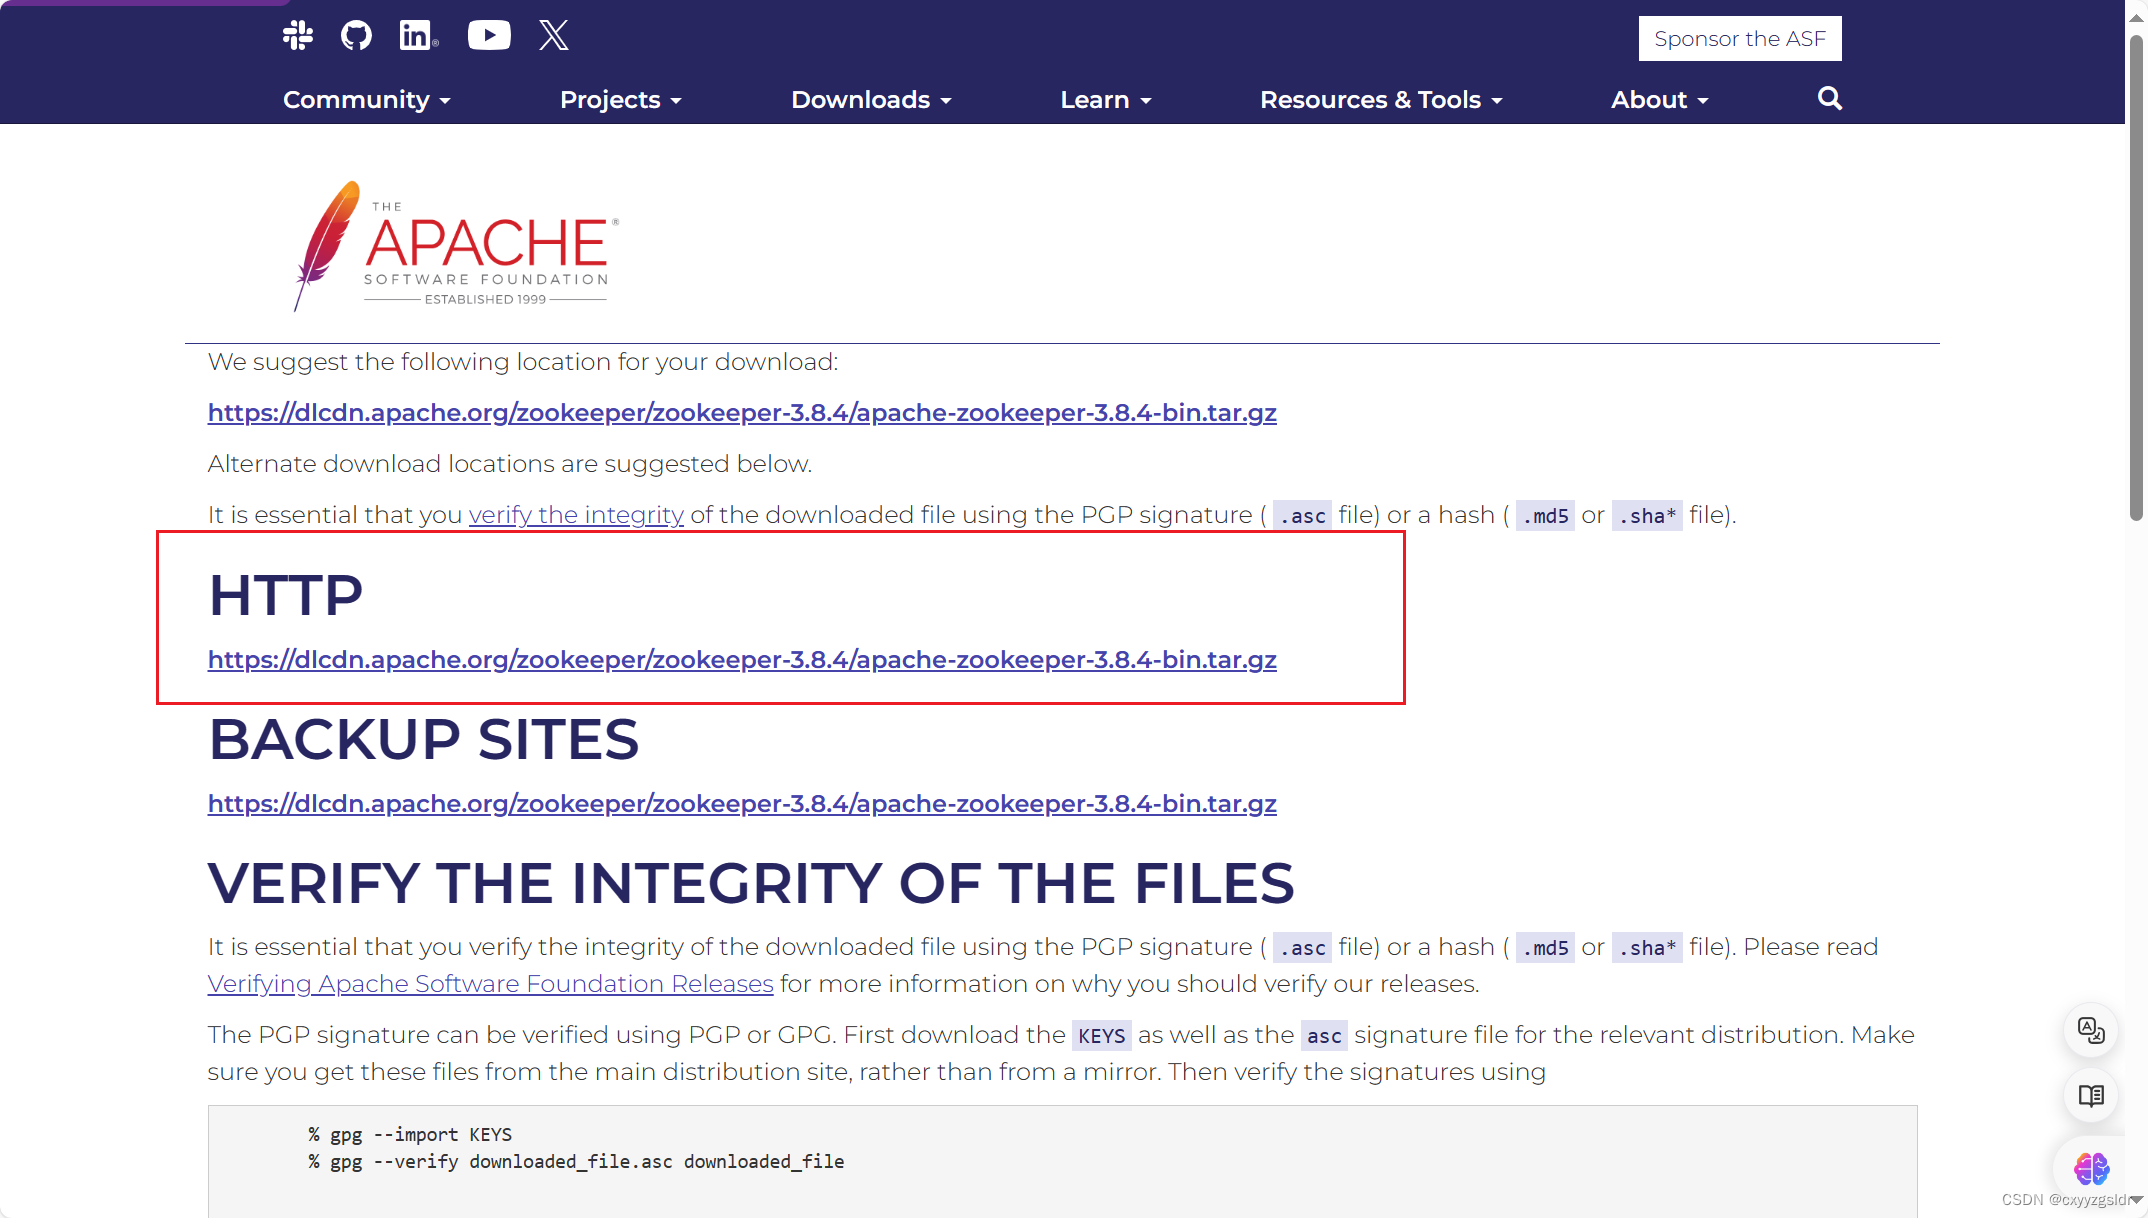 Sponsor the ASF
Community Projects Downloads Learn Resources & Tools About
THE
APACHE®
SOFTWARE FOUNDATION
ESTABLISHED 1999
We suggest the following location for your download:
https://dlcdn.apache.org/zookeeper/zookeeper-3.8.4/apache-zookeeper-3.8.4-bin.tar.gz
Alternate download locations are suggested below.
It is essential that you verify the integrity of the downloaded file using the PGP signature ( .asc file) or a hash ( .md5 or .sha* file).
HTTP
https://dlcdn.apache.org/zookeeper/zookeeper-3.8.4/apache-zookeeper-3.8.4-bin.tar.gz
BACKUP SITES
https://dlcdn.apache.org/zookeeper/zookeeper-3.8.4/apache-zookeeper-3.8.4-bin.tar.gz
VERIFY THE INTEGRITY OF THE FILES
It is essential that you verify the integrity of the downloaded file using the PGP signature ( .asc file) or a hash ( .md5 or .sha* file). Please read
Verifying Apache Software Foundation Releases for more information on why you should verify our releases.
The PGP signature can be verified using PGP or GPG. First download the KEYS as well as the asc signature file for the relevant distribution. Make
sure you get these files from the main distribution site, rather than from a mirror. Then verify the signatures using
% gpg --import KEYS
% gpg --verify downloaded_file.asc downloaded_file
CSDN